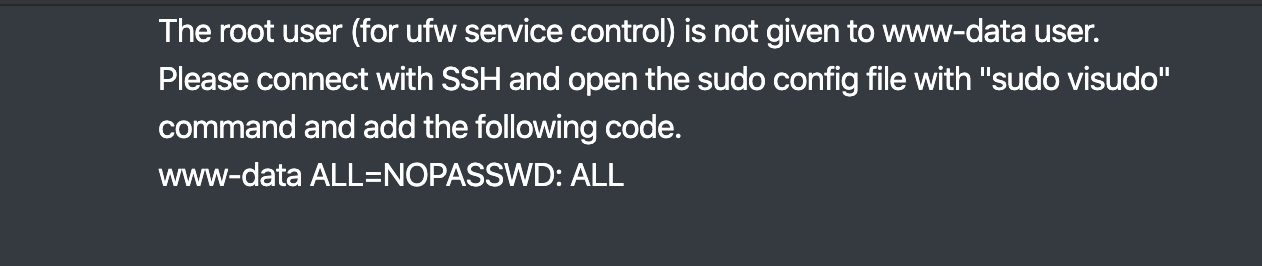 The root user (for ufw service control) is not given to www-data user.
Please connect with SSH and open the sudo config file with "sudo visudo"
command and add the following code.
www-data ALL=NOPASSWD: ALL